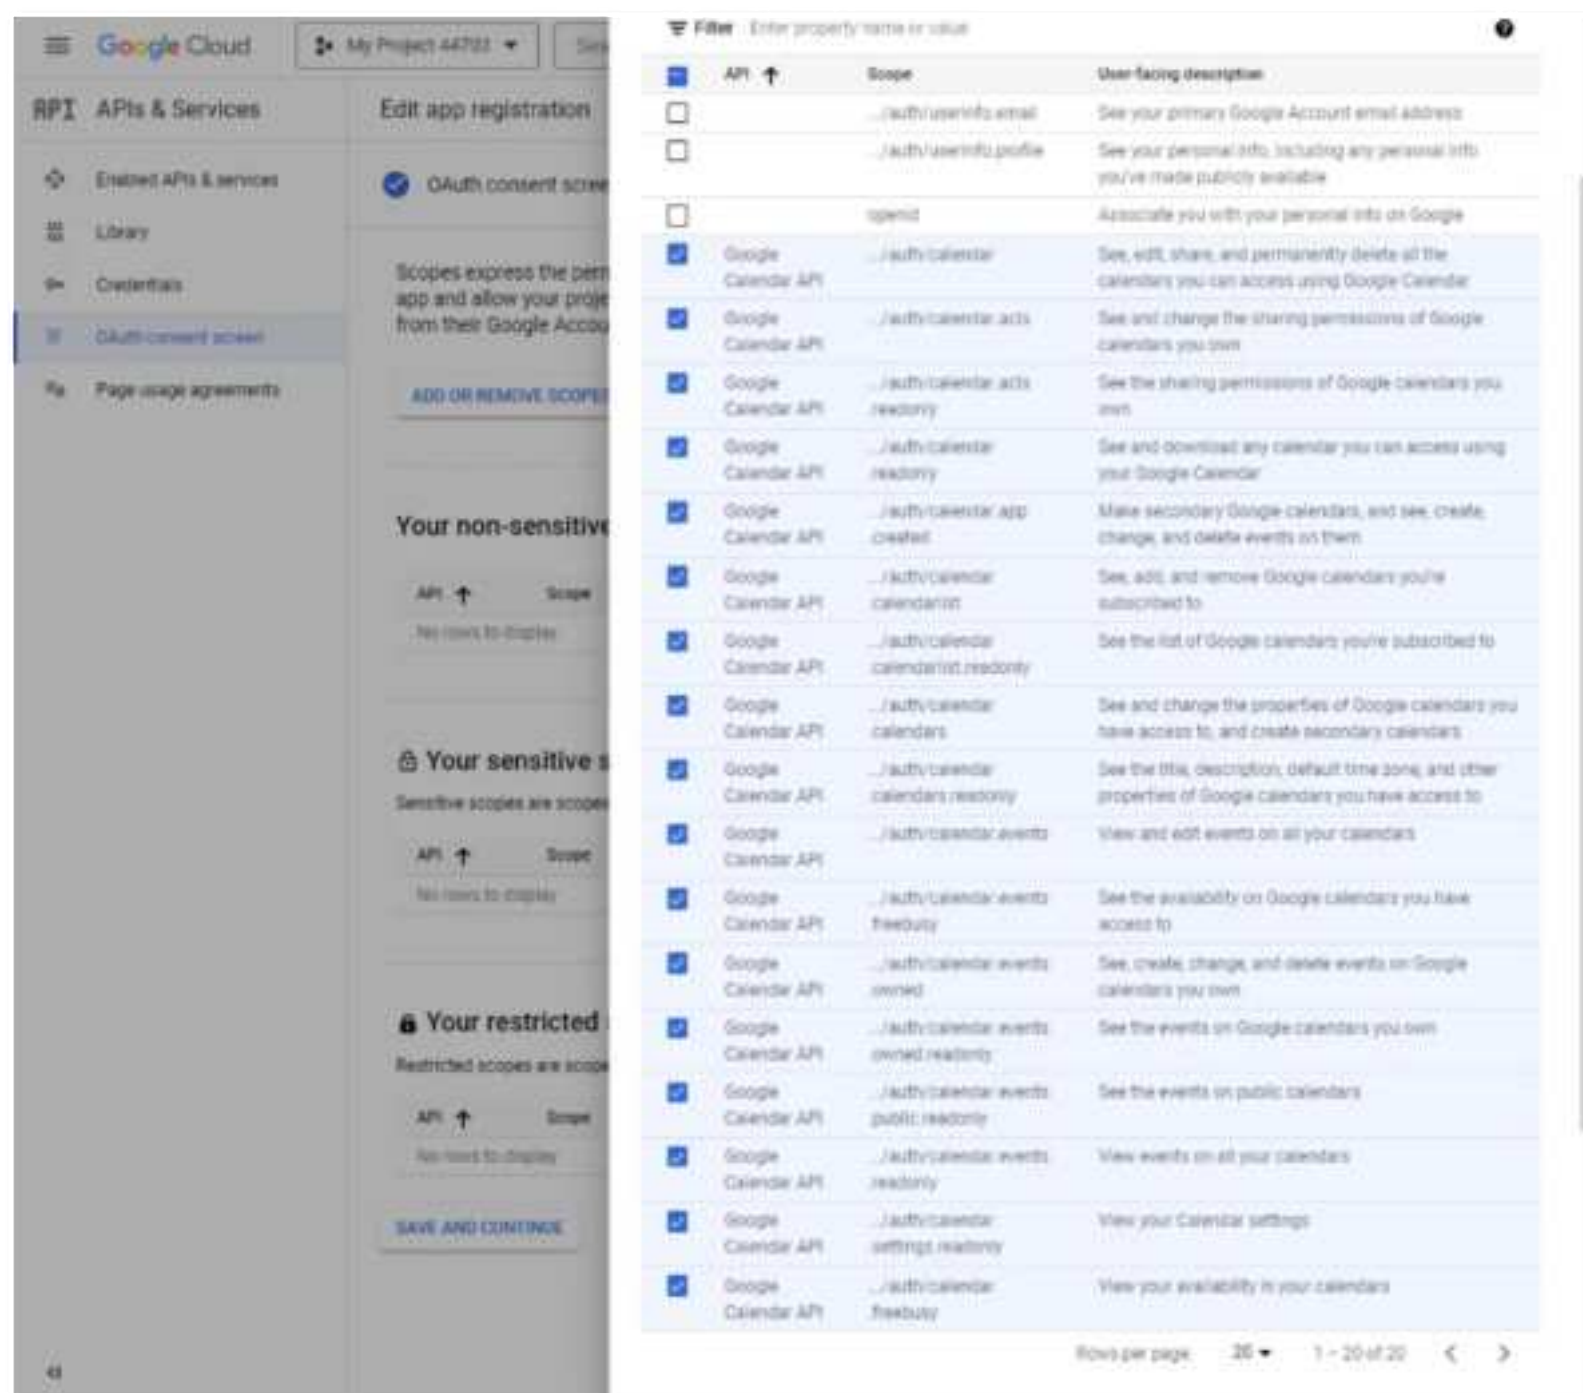 Google Cloud
My Project 44703
API APIs & Services
Edit app registration
Enabled APIs & services
Library
Credentials
OAuth consent screen
Page usage agreements
OAuth consent scree
Scopes express the perm
app and allow your proje
from their Google Accou
ADD OR REMOVE SCOPES
Your non-sensitive
API Scope
No rows to display
Your sensitive s
Sensitive scopes are scopes
API Scope
No rows to display
Your restricted
Restricted scopes are scope
API Scope
No rows to display
SAVE AND CONTINUE
Filter Enter property name or value
API Scope User-facing description
.../auth/userinfo.email See your primary Google Account email address
.../auth/userinfo.profile See your personal info, including any personal info
you've made publicly available
openid Associate you with your personal info on Google
Google .../auth/calendar See, edit, share, and permanently delete all the
Calendar API calendars you can access using Google Calendar
Google .../auth/calendar.acls See and change the sharing permissions of Google
Calendar API calendars you own
Google .../auth/calendar.acls See the sharing permissions of Google calendars you
Calendar API .readonly own
Google .../auth/calendar See and download any calendar you can access using
Calendar API .readonly your Google Calendar
Google .../auth/calendar.app Make secondary Google calendars, and see, create,
Calendar API .created change, and delete events on them
Google .../auth/calendar See, add, and remove Google calendars you're
Calendar API .calendarlist subscribed to
Google .../auth/calendar See the list of Google calendars you're subscribed to
Calendar API .calendarlist.readonly
Google .../auth/calendar See and change the properties of Google calendars you
Calendar API .calendars have access to, and create secondary calendars
Google .../auth/calendar See the title, description, default time zone, and other
Calendar API .calendars.readonly properties of Google calendars you have access to
Google .../auth/calendar.events View and edit events on all your calendars
Calendar API
Google .../auth/calendar.events See the availability on Google calendars you have
Calendar API .freebusy access to
Google .../auth/calendar.events See, create, change, and delete events on Google
Calendar API .owned calendars you own
Google .../auth/calendar.events See the events on Google calendars you own
Calendar API .owned.readonly
Google .../auth/calendar.events See the events on public calendars
Calendar API .public.readonly
Google .../auth/calendar.events View events on all your calendars
Calendar API .readonly
Google .../auth/calendar View your Calendar settings
Calendar API .settings.readonly
Google .../auth/calendar View your availability in your calendars
Calendar API .freebusy
Rows per page: 20 1 – 20 of 20